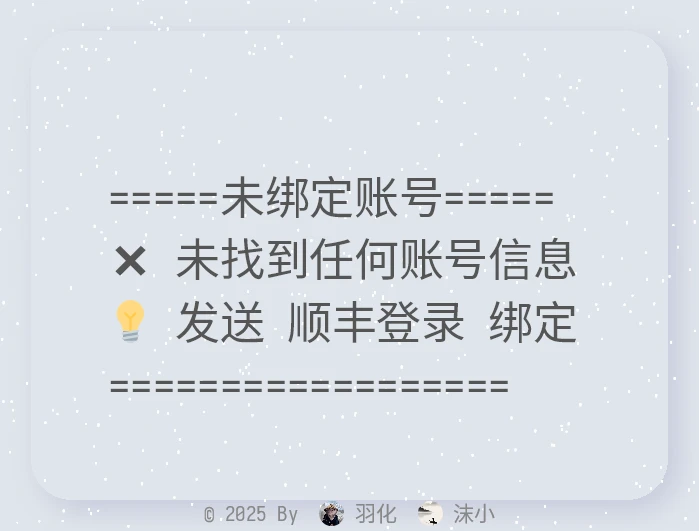 =====未绑定账号=====
❌ 未找到任何账号信息
💡 发送 顺丰登录 绑定
==================
© 2025 By 羽化 沫小